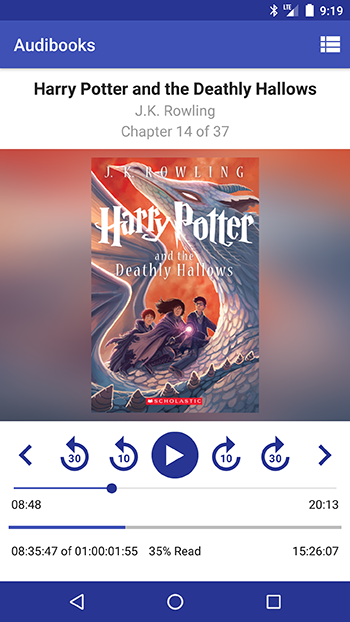 LTE 9:19
Audibooks
Harry Potter and the Deathly Hallows
J.K. Rowling
Chapter 14 of 37
J.K. ROWLING
Harry Potter
and the
Deathly Hallows
SCHOLASTIC
30 10 10 30
08:48 20:13
08:35:47 of 01:00:01:55 35% Read 15:26:07